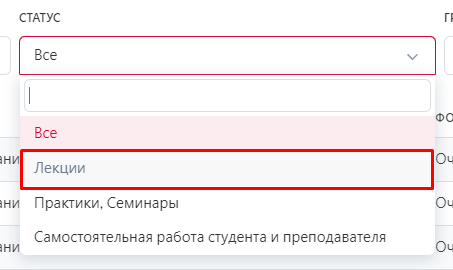 СТАТУС
Все
Все
Лекции
Практики, Семинары
Самостоятельная работа студента и преподавателя